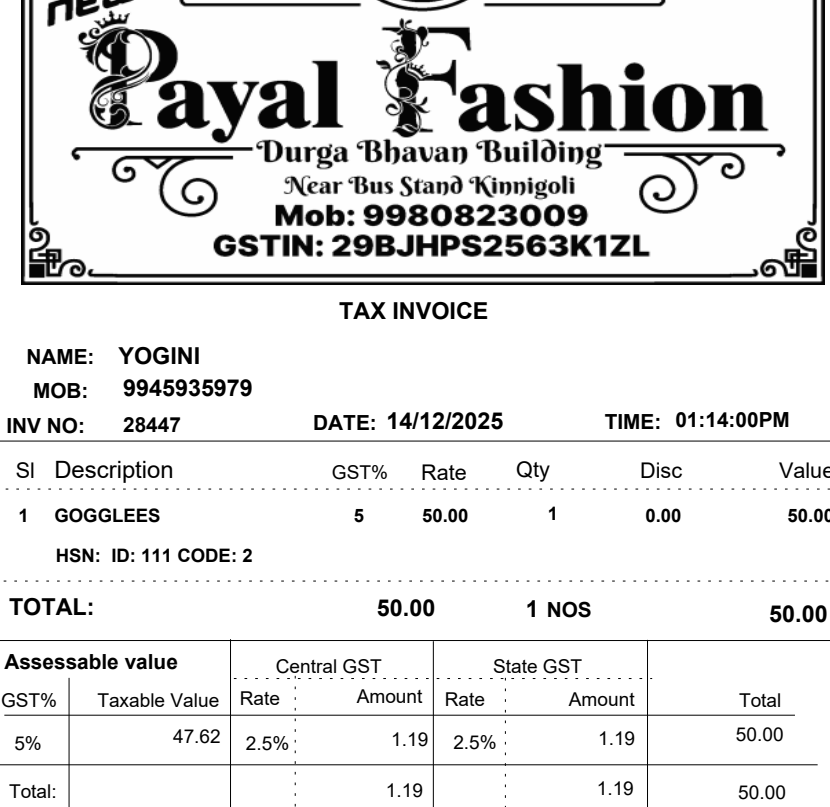 new
Payal Fashion
Durga Bhavan Building
Near Bus Stand Kinnigoli
Mob: 9980823009
GSTIN: 29BJHPS2563K1ZL
TAX INVOICE
NAME: YOGINI
MOB: 9945935979
INV NO: 28447 DATE: 14/12/2025 TIME: 01:14:00PM
Sl Description GST% Rate Qty Disc Value
1 GOGGLEES 5 50.00 1 0.00 50.00
HSN: ID: 111 CODE: 2
TOTAL: 50.00 1 NOS 50.00
Assessable value Central GST State GST
GST% Taxable Value Rate Amount Rate Amount Total
5% 47.62 2.5% 1.19 2.5% 1.19 50.00
Total: 1.19 1.19 50.00